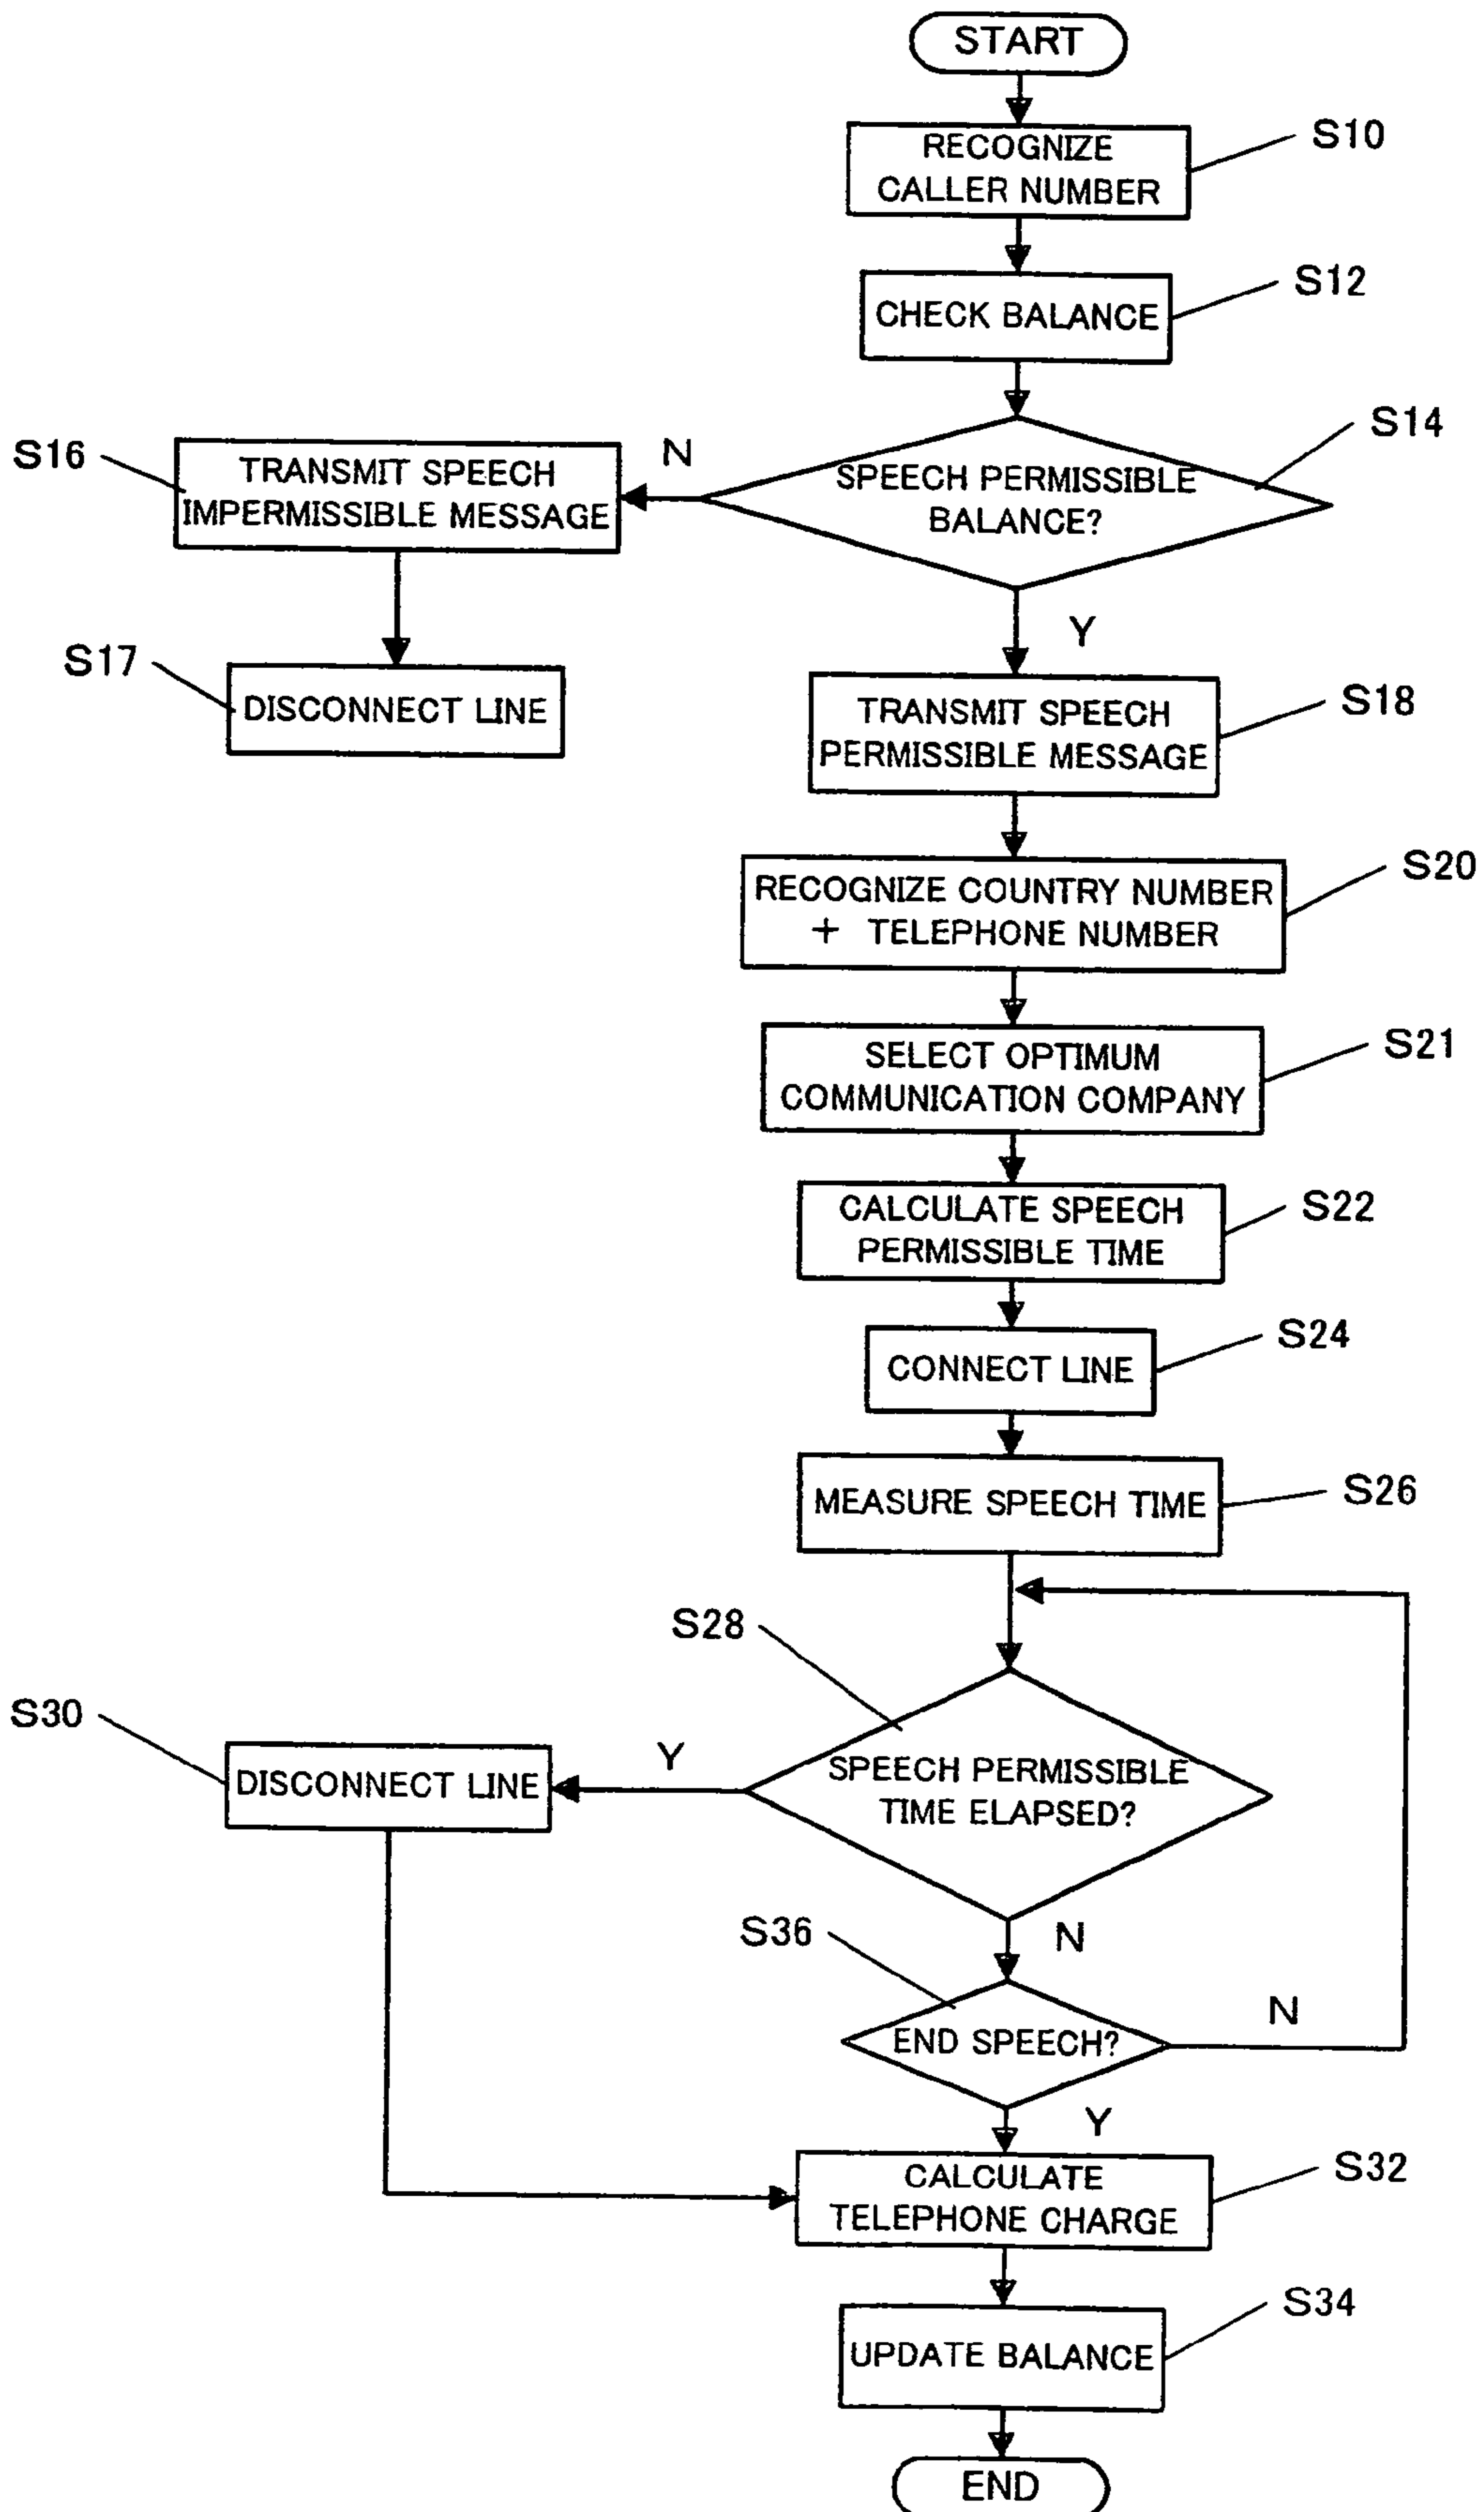 START
RECOGNIZE
CALLER NUMBER
S10
CHECK BALANCE
S12
SPEECH PERMISSIBLE
BALANCE?
S14
N
TRANSMIT SPEECH
IMPERMISSIBLE MESSAGE
S16
DISCONNECT LINE
S17
Y
TRANSMIT SPEECH
PERMISSIBLE MESSAGE
S18
RECOGNIZE COUNTRY NUMBER
+ TELEPHONE NUMBER
S20
SELECT OPTIMUM
COMMUNICATION COMPANY
S21
CALCULATE SPEECH
PERMISSIBLE TIME
S22
CONNECT LINE
S24
MEASURE SPEECH TIME
S26
S28
SPEECH PERMISSIBLE
TIME ELAPSED?
Y
S30
DISCONNECT LINE
N
S36
END SPEECH?
N
Y
CALCULATE
TELEPHONE CHARGE
S32
UPDATE BALANCE
S34
END